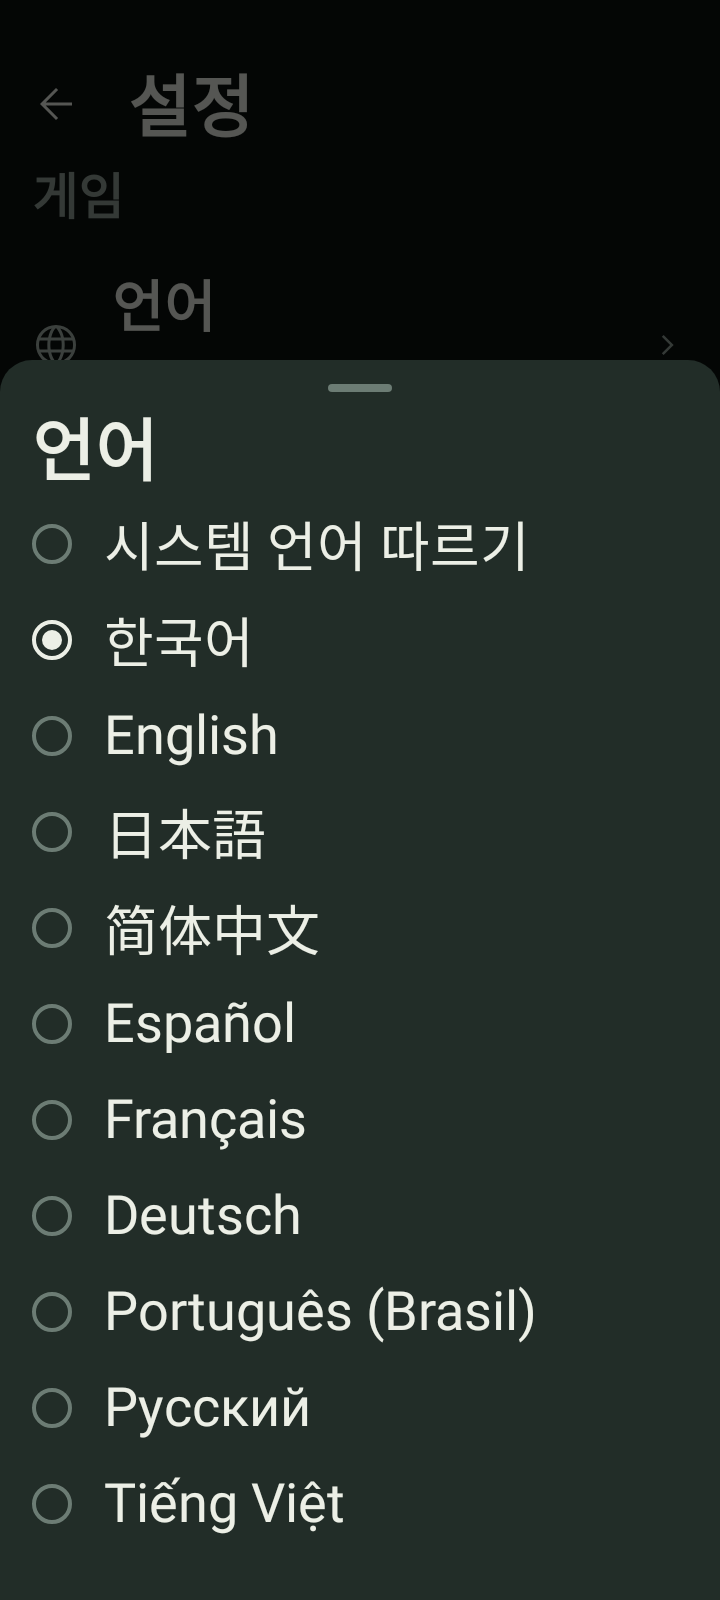 설정
게임
언어
언어
시스템 언어 따르기
한국어
English
日本語
简体中文
Español
Français
Deutsch
Português (Brasil)
Русский
Tiếng Việt